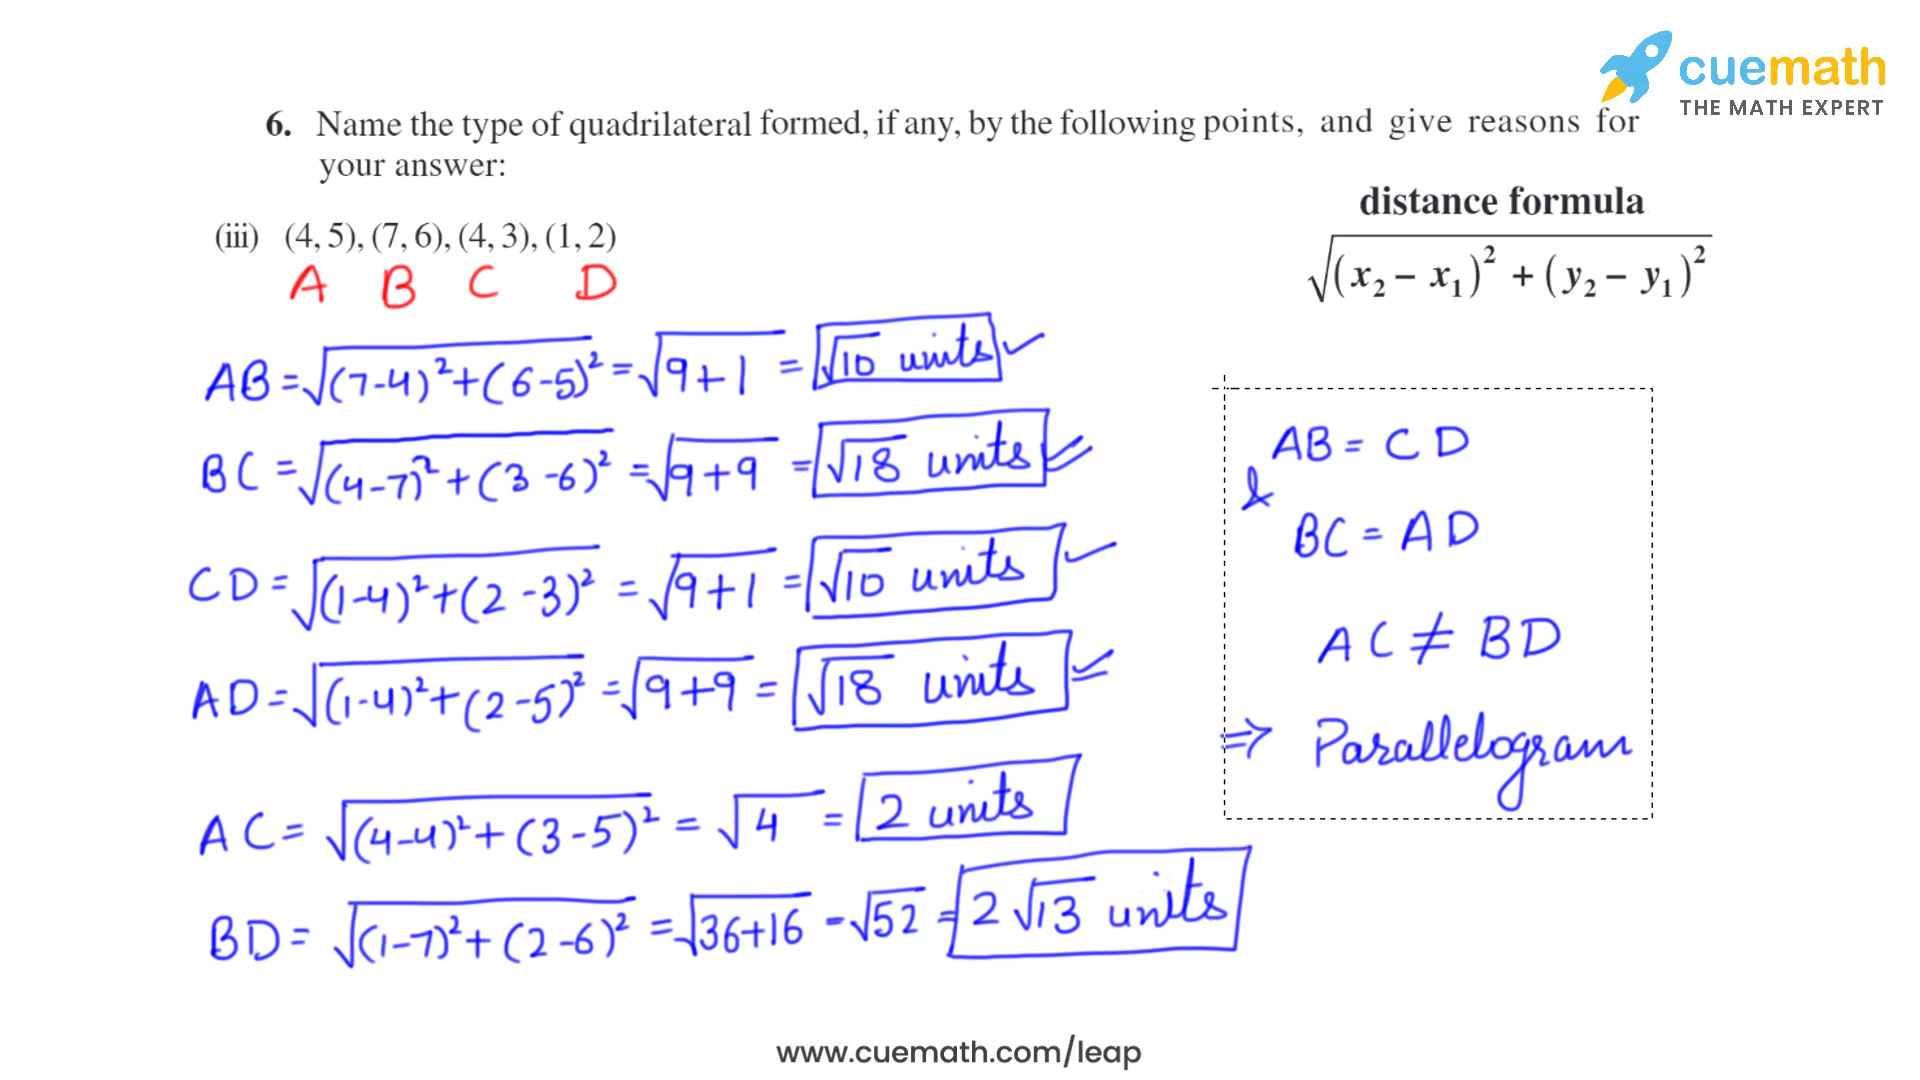 cuemath
THE MATH EXPERT
6. Name the type of quadrilateral formed, if any, by the following points, and give reasons for
your answer:
distance formula
√(x₂ − x₁)² + (y₂ − y₁)²
(iii) (4, 5), (7, 6), (4, 3), (1, 2)
A B C D
AB = √(7-4)² + (6-5)² = √9+1 = √10 units ✓
BC = √(4-7)² + (3-6)² = √9+9 = √18 units ✓
CD = √(1-4)² + (2-3)² = √9+1 = √10 units ✓
AD = √(1-4)² + (2-5)² = √9+9 = √18 units ✓
AC = √(4-4)² + (3-5)² = √4 = 2 units
BD = √(1-7)² + (2-6)² = √36+16 - √52 = 2√13 units
AB = CD
&
BC = AD
AC ≠ BD
⇒ Parallelogram
www.cuemath.com/leap